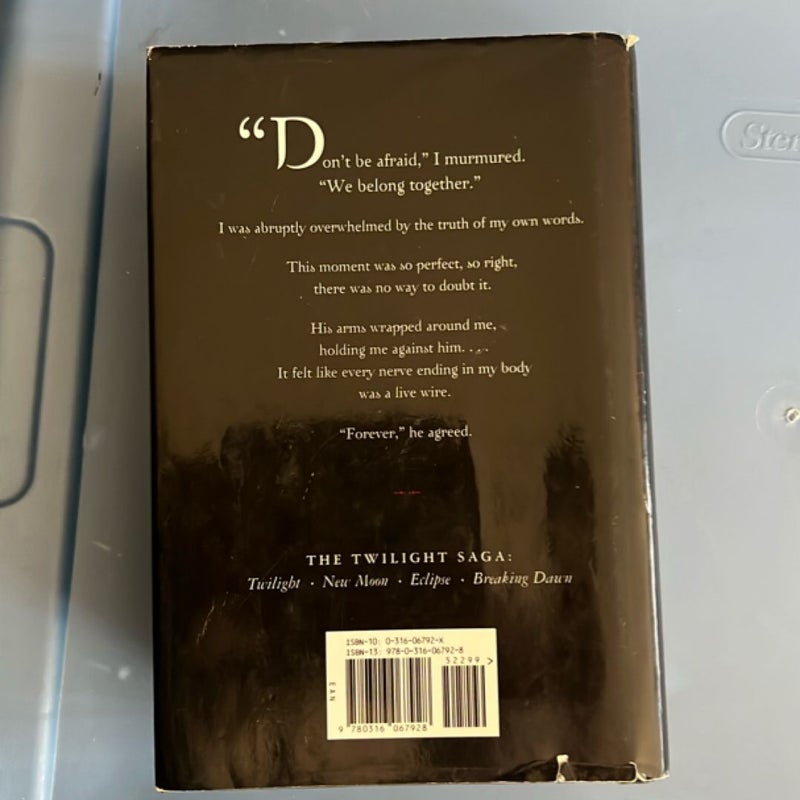 “Don't be afraid,” I murmured.
“We belong together.”
I was abruptly overwhelmed by the truth of my own words.
This moment was so perfect, so right,
there was no way to doubt it.
His arms wrapped around me,
holding me against him. . . .
It felt like every nerve ending in my body
was a live wire.
“Forever,” he agreed.
THE TWILIGHT SAGA:
Twilight · New Moon · Eclipse · Breaking Dawn
ISBN-10: 0-316-06792-X
ISBN-13: 978-0-316-06792-8
52299 >
EAN
9 780316 067928